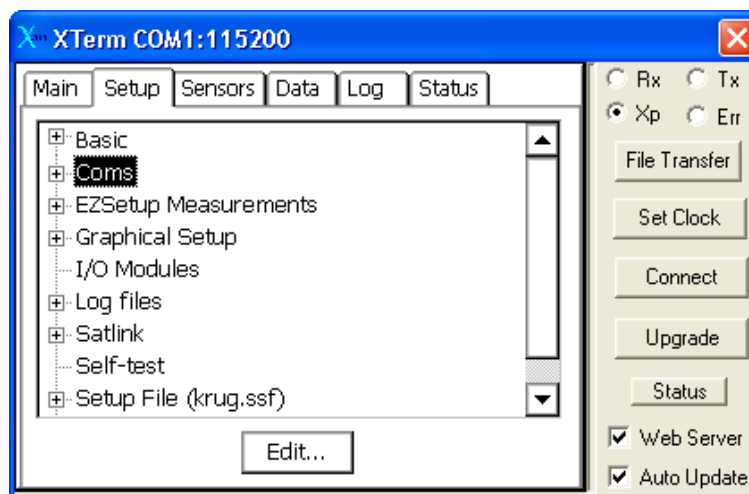 XTerm COM1:115200
Main Setup Sensors Data Log Status
Basic
Coms
EZSetup Measurements
Graphical Setup
I/O Modules
Log files
Satlink
Self-test
Setup File (krug.ssf)
Edit...
Rx Tx
Xp Err
File Transfer
Set Clock
Connect
Upgrade
Status
Web Server
Auto Update